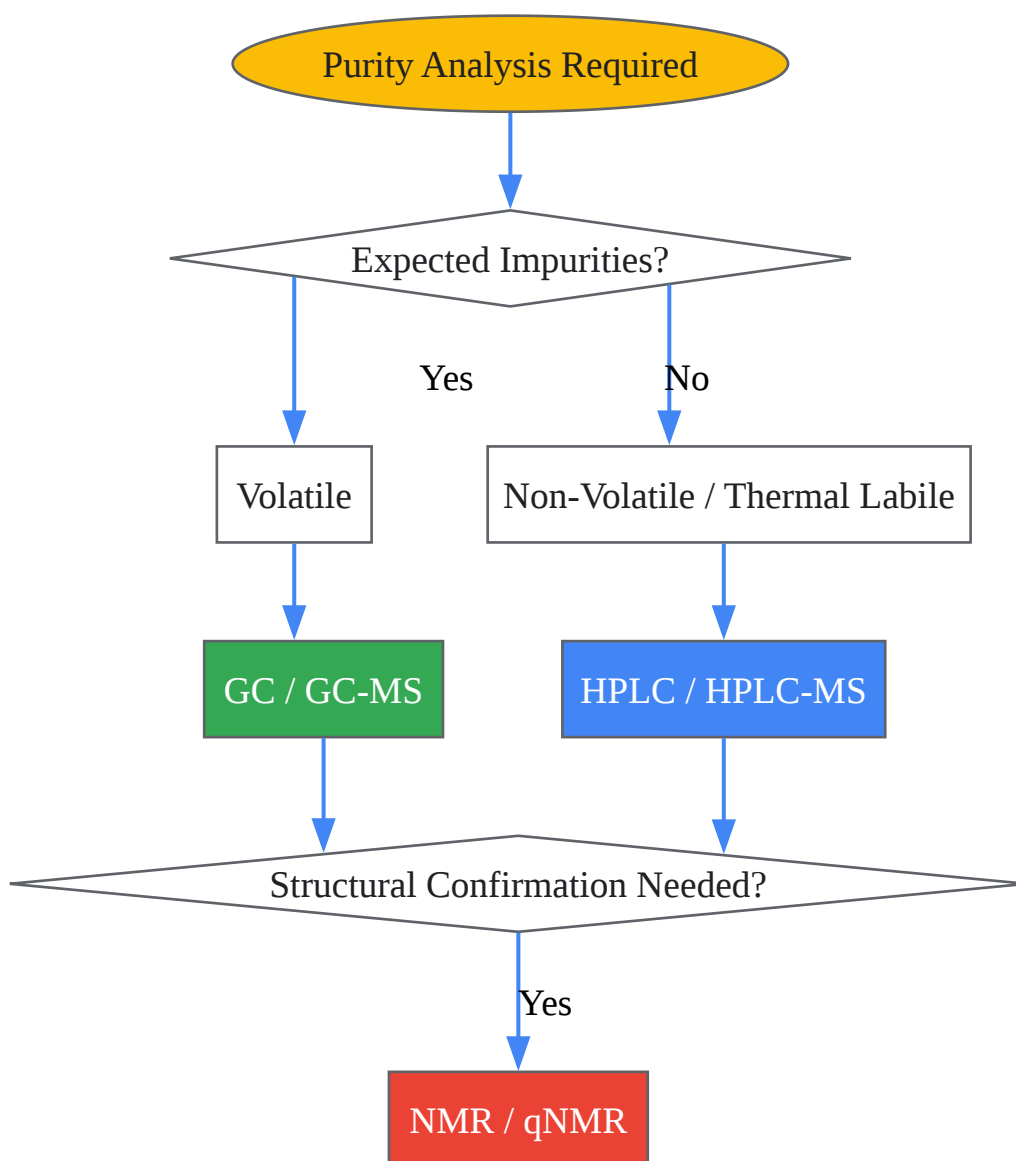 Purity Analysis Required
Expected Impurities?
Yes
No
Volatile
Non-Volatile / Thermal Labile
GC / GC-MS
HPLC / HPLC-MS
Structural Confirmation Needed?
Yes
NMR / qNMR